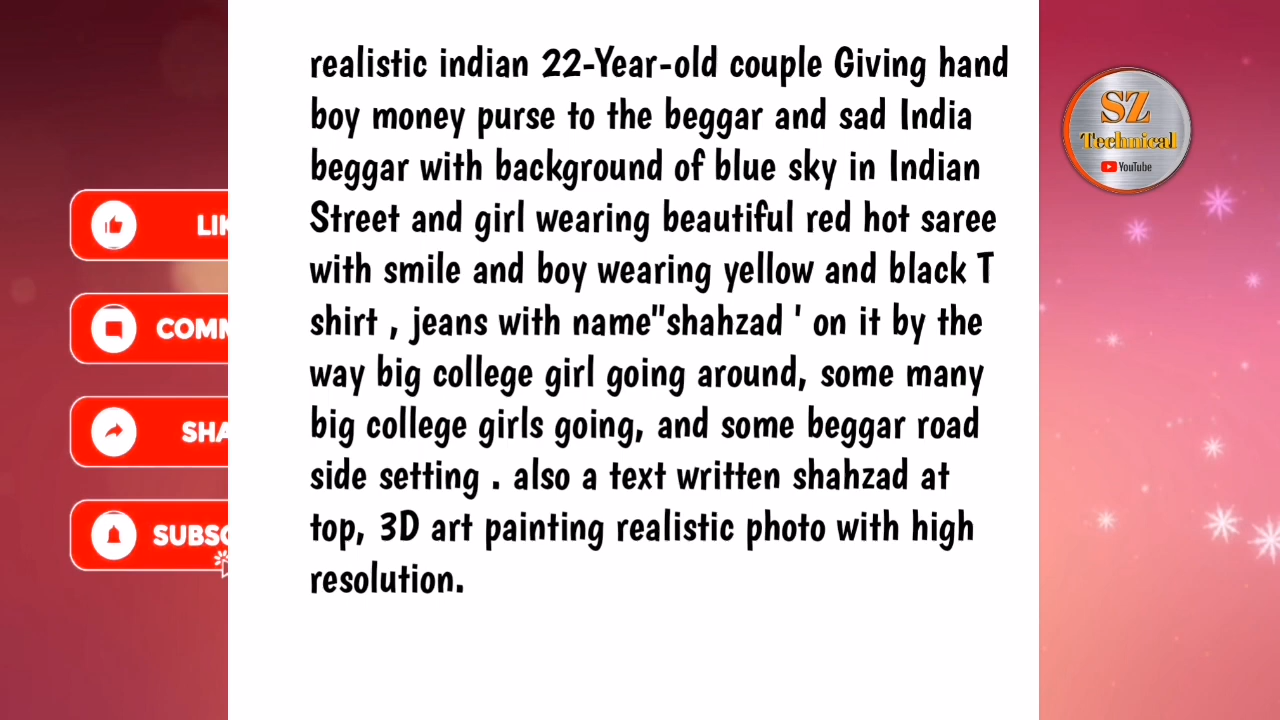 realistic indian 22-Year-old couple Giving hand
boy money purse to the beggar and sad India
beggar with background of blue sky in Indian
Street and girl wearing beautiful red hot saree
with smile and boy wearing yellow and black T
shirt , jeans with name"shahzad ' on it by the
way big college girl going around, some many
big college girls going, and some beggar road
side setting . also a text written shahzad at
top, 3D art painting realistic photo with high
resolution.
LIK
COMM
SHA
SUBSC
SZ
Technical
YouTube